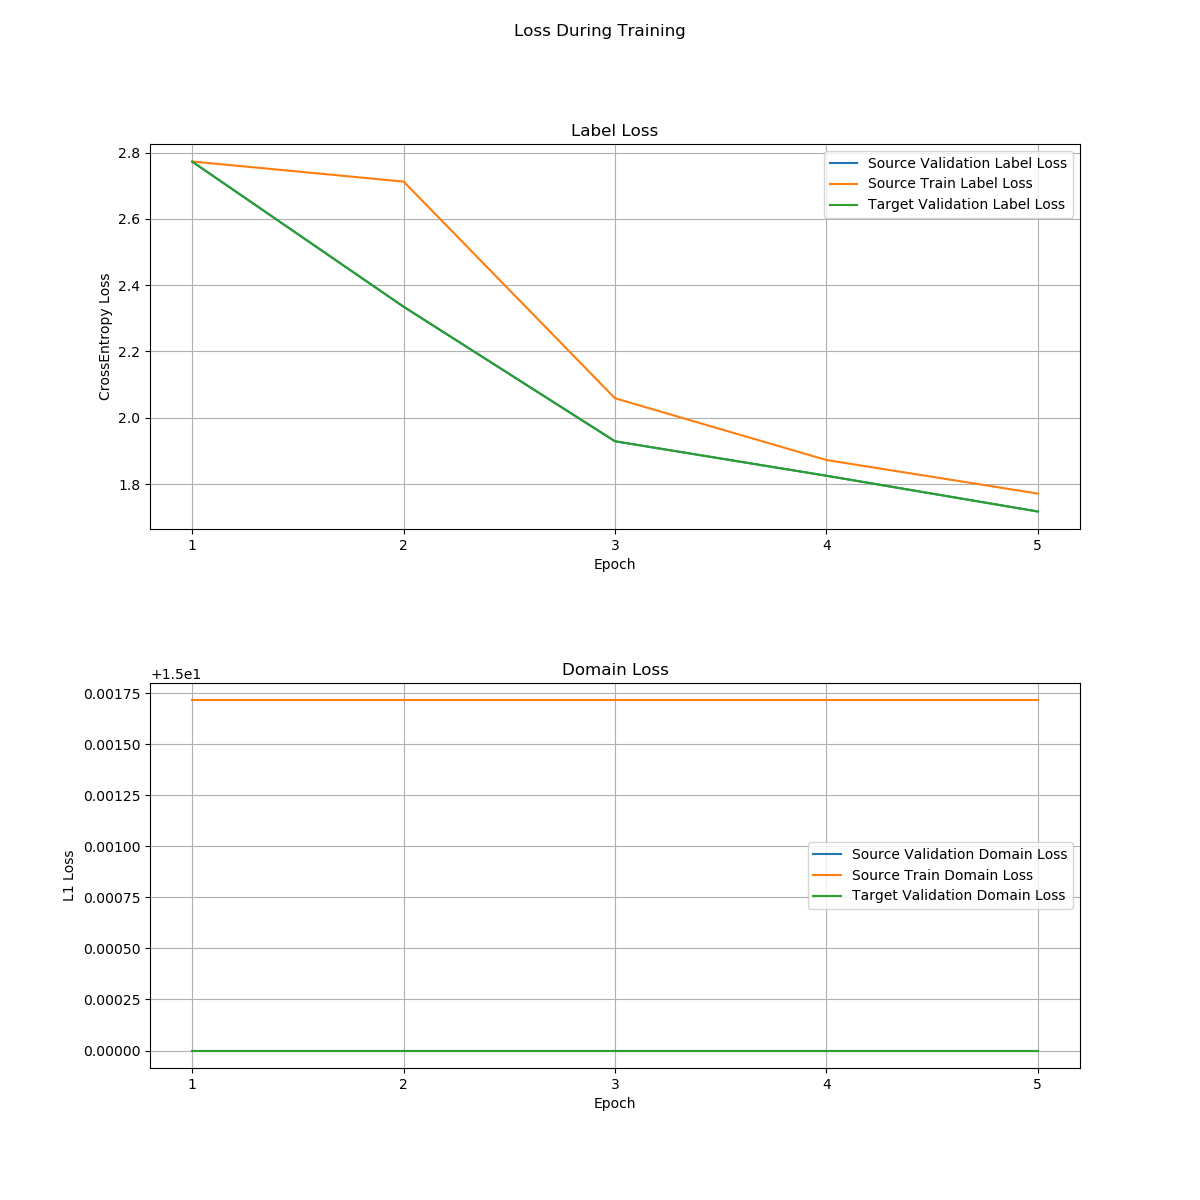 Loss During Training
Label Loss
2.8
2.6
2.4
2.2
2.0
1.8
CrossEntropy Loss
Source Validation Label Loss
Source Train Label Loss
Target Validation Label Loss
1 2 3 4 5
Epoch
Domain Loss
+1.5e1
0.00175
0.00150
0.00125
0.00100
0.00075
0.00050
0.00025
0.00000
L1 Loss
Source Validation Domain Loss
Source Train Domain Loss
Target Validation Domain Loss
1 2 3 4 5
Epoch